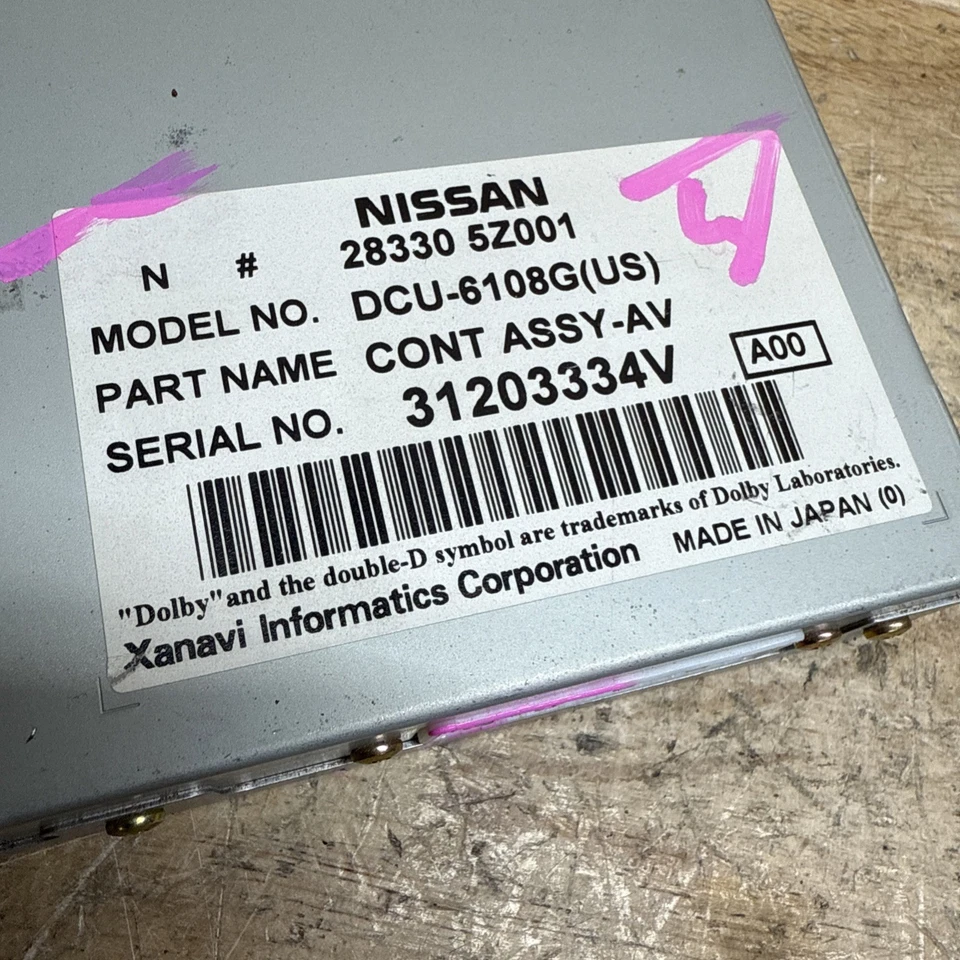 NISSAN
N # 28330 5Z001
MODEL NO. DCU-6108G(US)
PART NAME CONT ASSY-AV
SERIAL NO. 31203334V A00
"Dolby" and the double-D symbol are trademarks of Dolby Laboratories.
Xanavi Informatics Corporation MADE IN JAPAN (0)